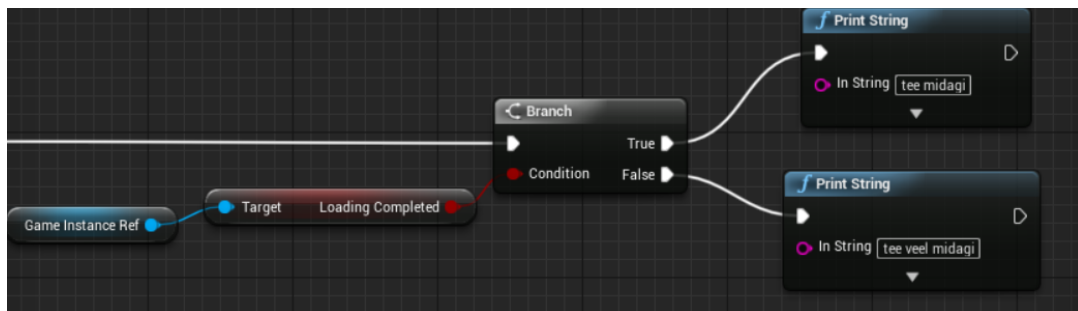 f Print String
In String tee midagi
Branch
True
Condition False
Target Loading Completed
Game Instance Ref
f Print String
In String tee veel midagi